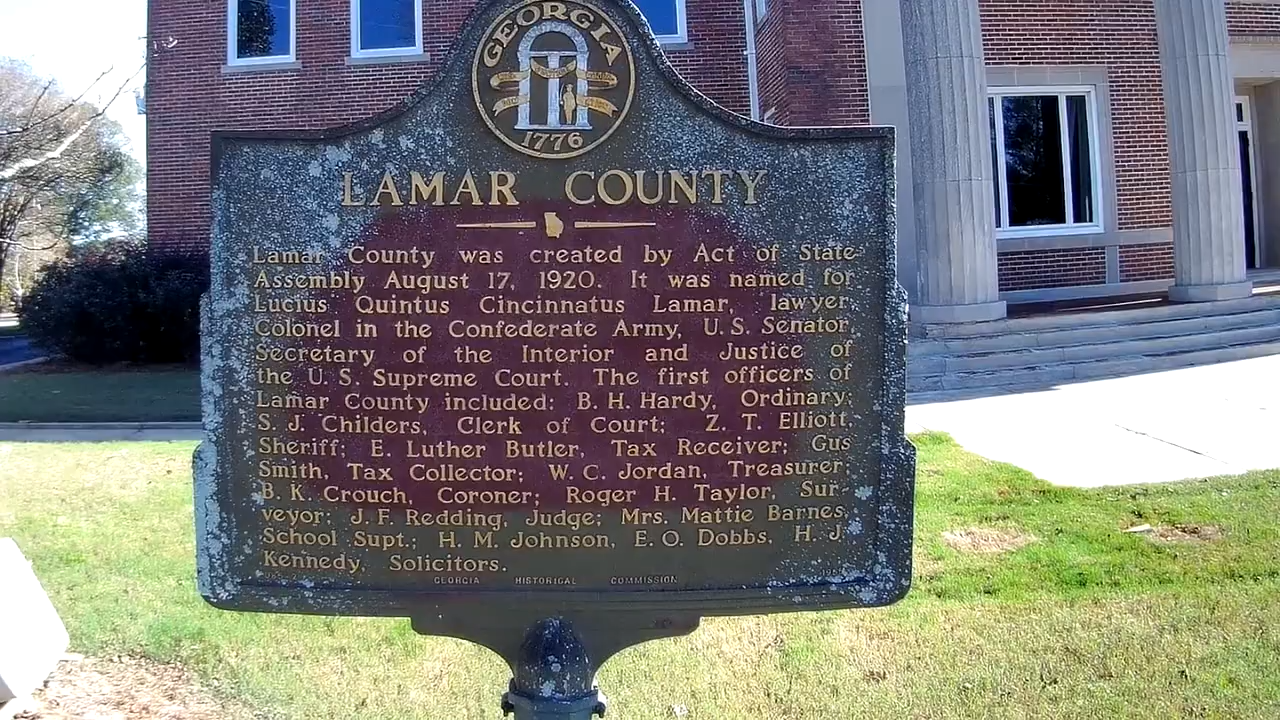 GEORGIA
1776
LAMAR COUNTY
Lamar County was created by Act of State
Assembly August 17, 1920. It was named for
Lucius Quintus Cincinnatus Lamar, lawyer,
Colonel in the Confederate Army, U. S. Senator,
Secretary of the Interior and Justice of
the U. S. Supreme Court. The first officers of
Lamar County included: B. H. Hardy, Ordinary;
S. J. Childers, Clerk of Court; Z. T. Elliott,
Sheriff; E. Luther Butler, Tax Receiver; Gus
Smith, Tax Collector; W. C. Jordan, Treasurer;
B. K. Crouch, Coroner; Roger H. Taylor, Sur-
veyor; J. F. Redding, Judge; Mrs. Mattie Barnes,
School Supt.; H. M. Johnson, E. O. Dobbs, H. J.
Kennedy, Solicitors.
GEORGIA HISTORICAL COMMISSION